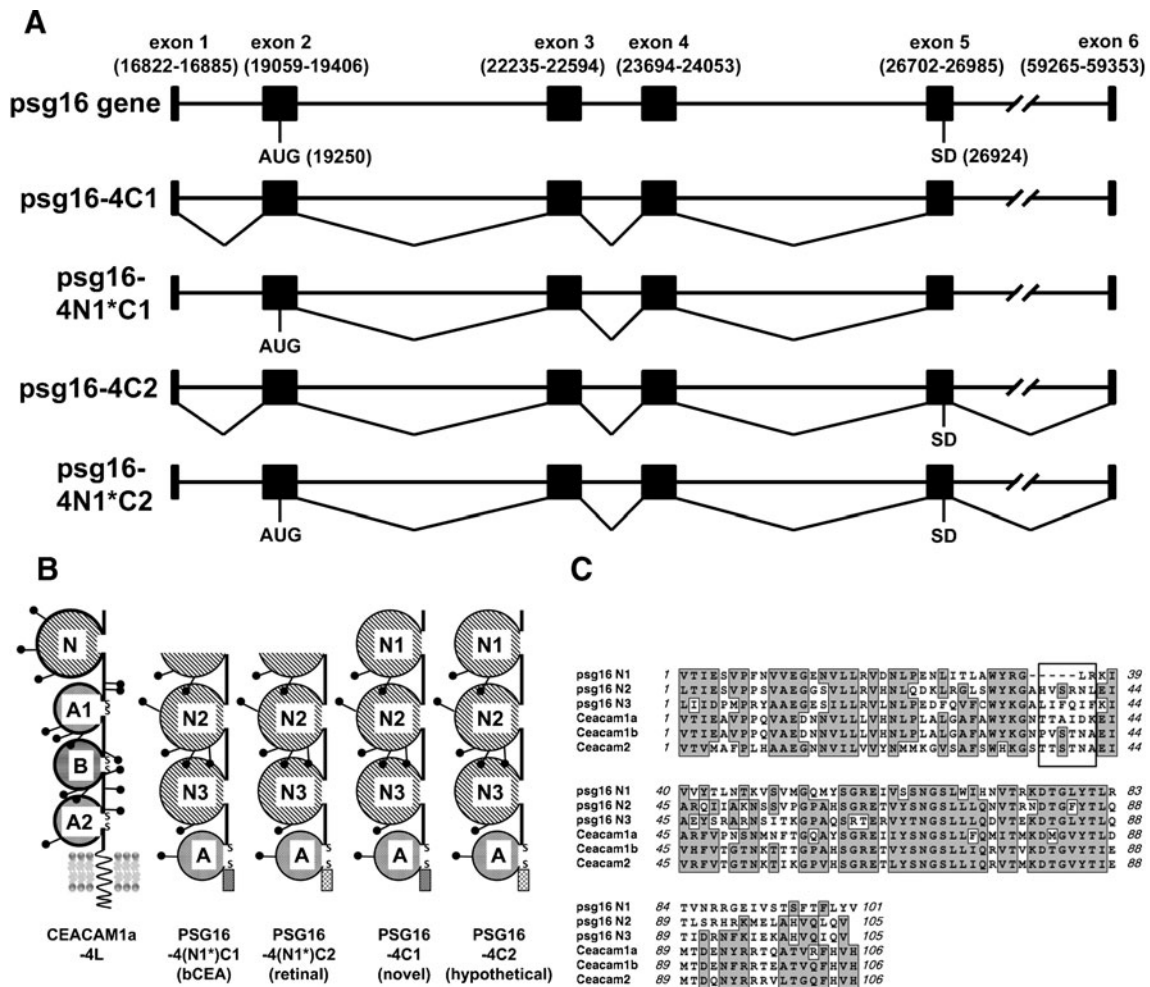 A
exon 1 exon 2 exon 3 exon 4 exon 5 exon 6
(16822-16885) (19059-19406) (22235-22594) (23694-24053) (26702-26985) (59265-59353)
psg16 gene
AUG (19250) SD (26924)
psg16-4C1
psg16-
4N1*C1
AUG
psg16-4C2
SD
psg16-
4N1*C2
AUG SD
B
N
A1
B
A2
S S S S S S
N2 N3 A S S
N2 N3 A S S
N1 N2 N3 A S S
N1 N2 N3 A S S
CEACAM1a
-4L
PSG16
-4(N1*)C1
(bCEA)
PSG16
-4(N1*)C2
(retinal)
PSG16
-4C1
(novel)
PSG16
-4C2
(hypothetical)
C
psg16 N1 1 VTIESVPFNVVEGENVLLRVDNLPENLITLAWYRG-----LRKI 39
psg16 N2 1 LTIESVPSWVAEGGSVLLRVHNLQDKLRGLSWYKGAHVSRNLEI 44
psg16 N3 1 LIIDPMPRYAAEGESILLRVHNLPEDFQVFCWYKGALIFQIFKI 44
Ceacam1a 1 VTIEAVPPQVAEDNNVLLLVHNLPLALGAFAWYKGNTTAIDKEI 44
Ceacam1b 1 VTIEAVPPQVAEDNNVLLLVHNLPLALGAFAWYKGNPVSTNAEI 44
Ceacam2 1 VTVMAFPLHAAEGNNVILVVYNMMKGVSAFSWHKGSTTSTNAEI 44
psg16 N1 40 VVYTLNTKVSVMGQMYSGREIVSSNGSLWIHNVTRKDTGLYTLR 83
psg16 N2 45 ARQIIAKNSSVPGPAHSGRETVYSNGSLLLQNVTRNDTGFYTLQ 88
psg16 N3 45 88
Ceacam1a 45 88
Ceacam1b 45 VHFVTGTNKTTTGPAHSGRETVYSNGSLLIQRVTVKDTGVYTIE 88
Ceacam2 45 VRFVTGTNKTIKGPVHSGRETLYSNGSLLIQRVTMKDTGVYTIE 88
psg16 N1 84 TVNRRGEIVSTSFTFLYV 101
psg16 N2 89 TLSRHRKMELAHVQLQV 105
psg16 N3 89 TIDRNFKIEKAHVQIQV 105
Ceacam1a 89 MTDENYRRTQATVRFHVH 106
Ceacam1b 89 MTDENYRRTQATVQFHVH 106
Ceacam2 89 MTDENYRRRVLTGQFHVH 106